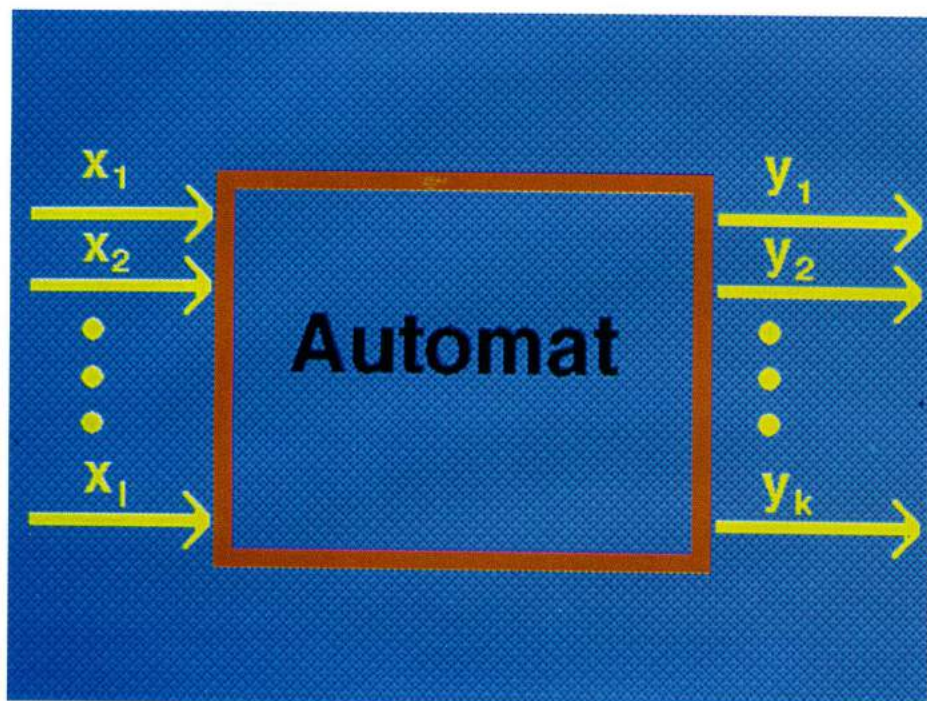 x₁
x₂
Automat
xₗ
y₁
y₂
yₖ